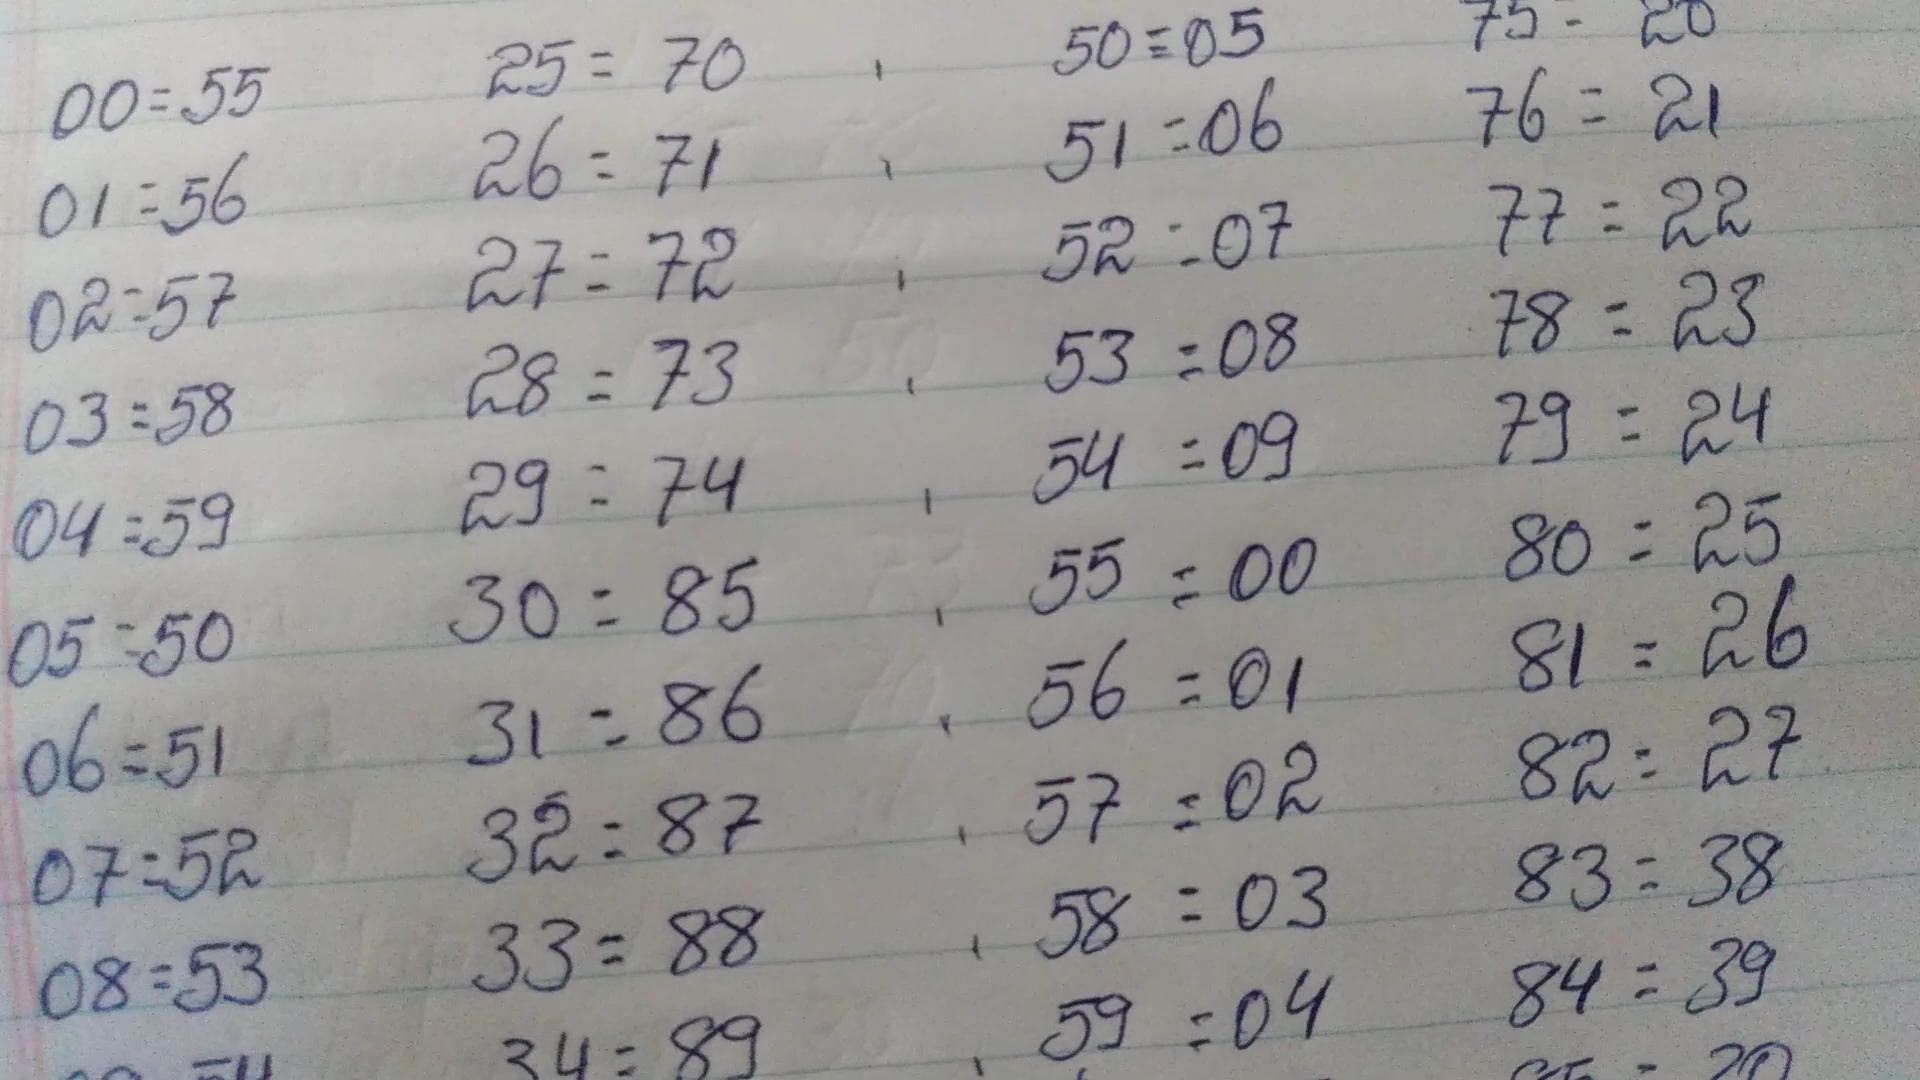 00=55 25=70 , 50=05 75=20
01=56 26=71 , 51=06 76=21
02=57 27=72 , 52=07 77=22
03=58 28=73 , 53=08 78=23
04=59 29=74 , 54=09 79=24
05=50 30=85 , 55=00 80=25
06=51 31=86 , 56=01 81=26
07=52 32=87 , 57=02 82=27
08=53 33=88 , 58=03 83=38
34=89 , 59=04 84=39